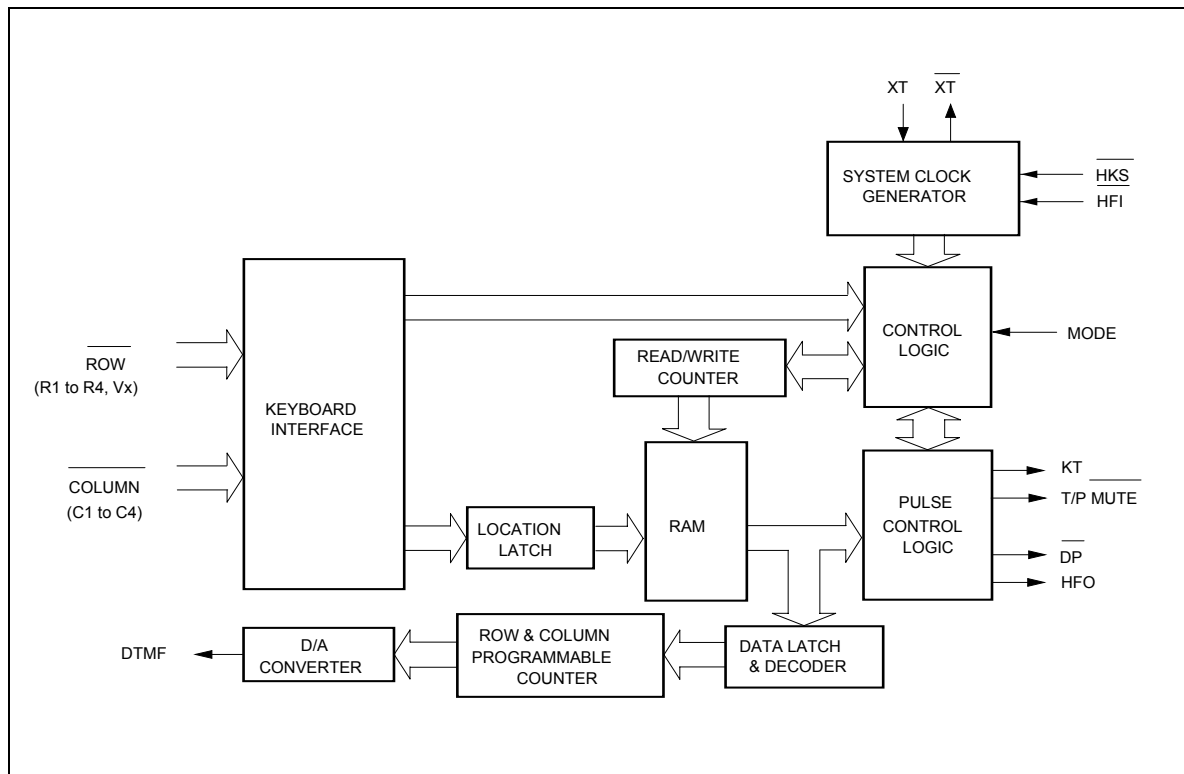 XT
XT
SYSTEM CLOCK
GENERATOR
HKS
HFI
KEYBOARD
INTERFACE
ROW
(R1 to R4, Vx)
COLUMN
(C1 to C4)
CONTROL
LOGIC
MODE
READ/WRITE
COUNTER
LOCATION
LATCH
RAM
PULSE
CONTROL
LOGIC
KT
T/P MUTE
DP
HFO
DTMF
D/A
CONVERTER
ROW & COLUMN
PROGRAMMABLE
COUNTER
DATA LATCH
& DECODER